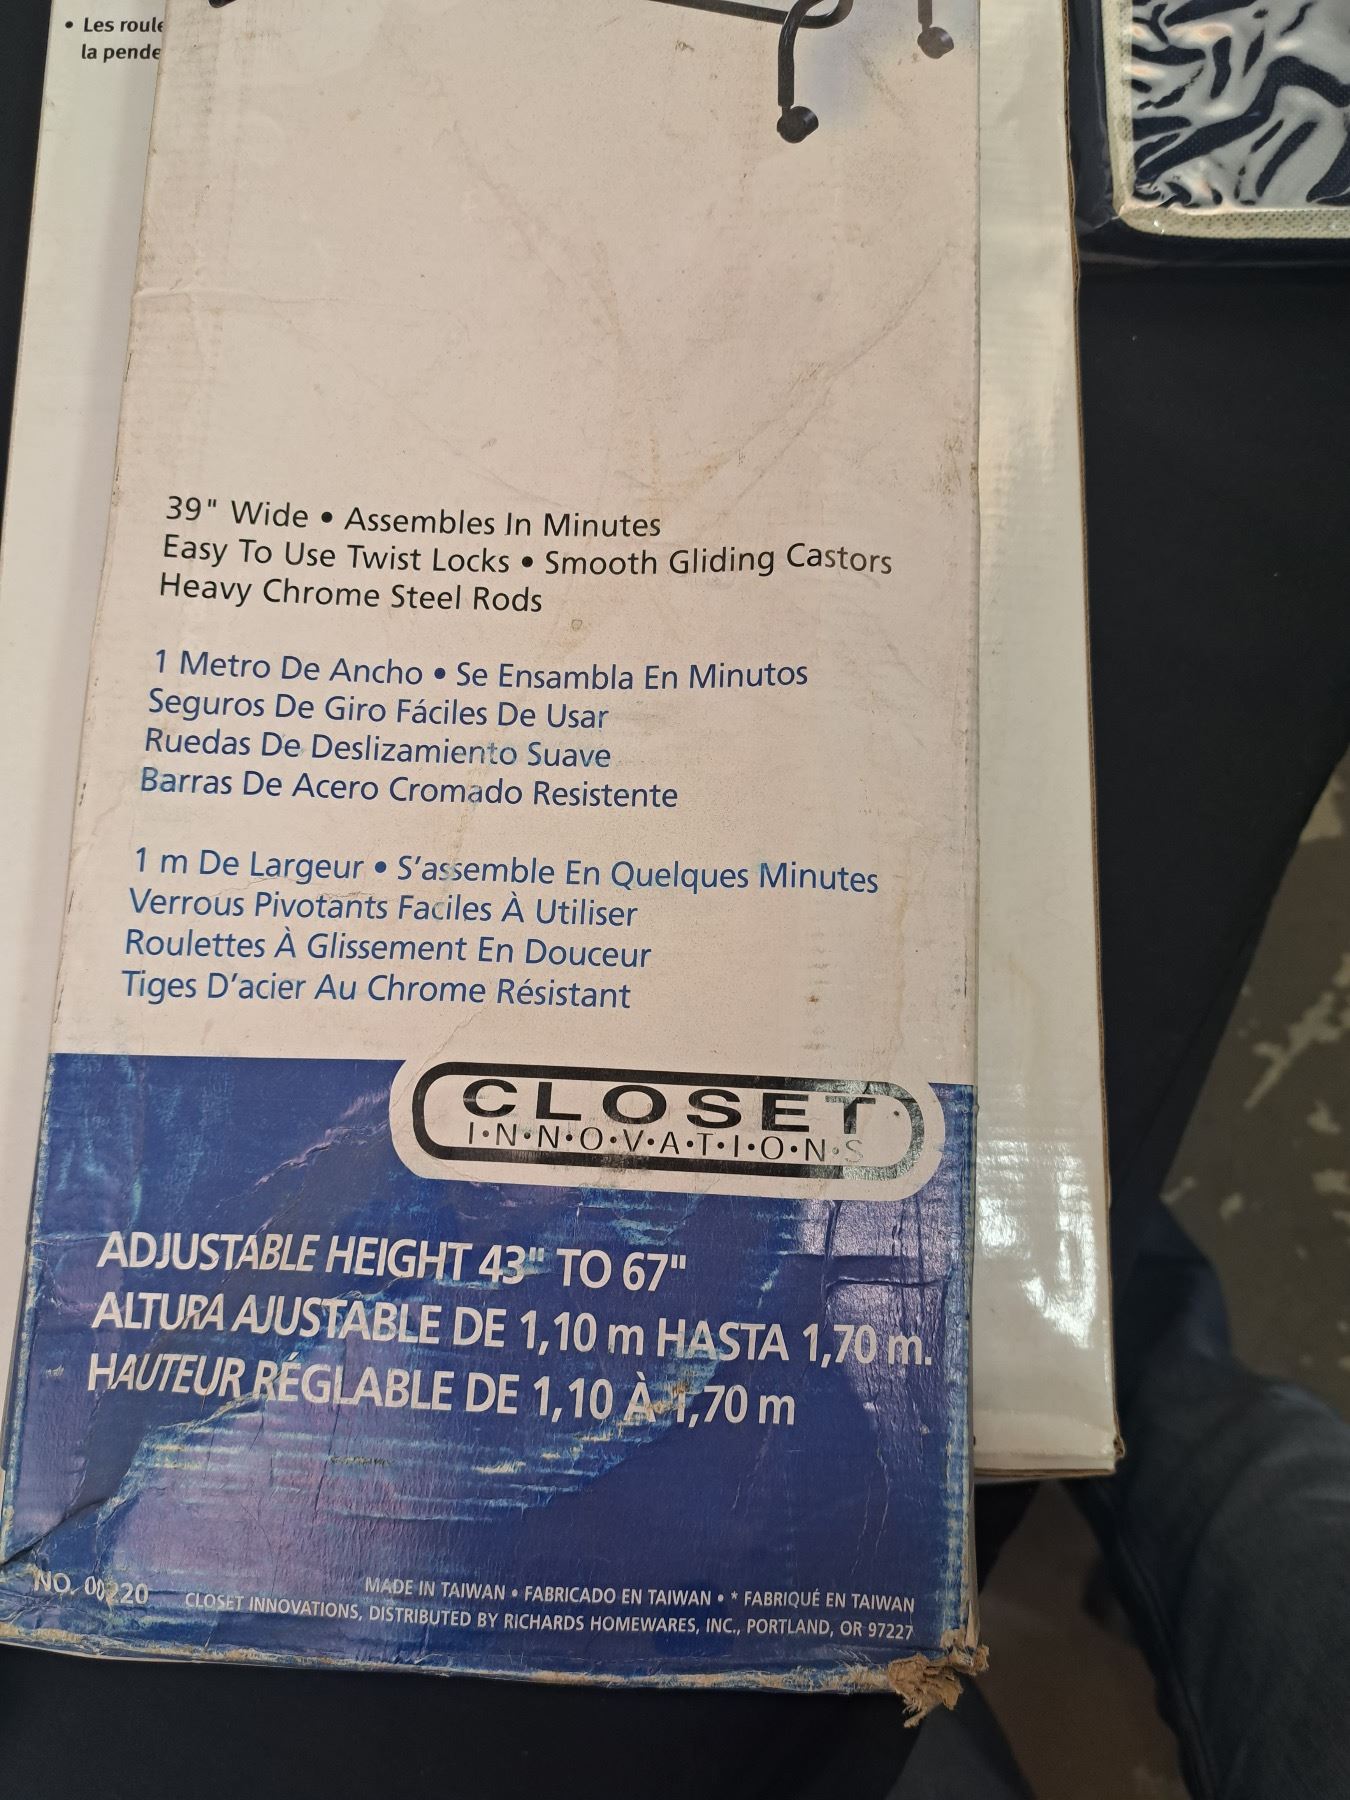 • Les roule
la pende
39" Wide • Assembles In Minutes
Easy To Use Twist Locks • Smooth Gliding Castors
Heavy Chrome Steel Rods
1 Metro De Ancho • Se Ensambla En Minutos
Seguros De Giro Fáciles De Usar
Ruedas De Deslizamiento Suave
Barras De Acero Cromado Resistente
1 m De Largeur • S'assemble En Quelques Minutes
Verrous Pivotants Faciles À Utiliser
Roulettes À Glissement En Douceur
Tiges D'acier Au Chrome Résistant
CLOSET
I•N•N•O•V•A•T•I•O•N•S
ADJUSTABLE HEIGHT 43" TO 67"
ALTURA AJUSTABLE DE 1,10 m HASTA 1,70 m.
HAUTEUR RÉGLABLE DE 1,10 À 1,70 m
NO.
MADE IN TAIWAN • FABRICADO EN TAIWAN • * FABRIQUÉ EN TAIWAN
CLOSET INNOVATIONS, DISTRIBUTED BY RICHARDS HOMEWARES, INC., PORTLAND, OR 97227